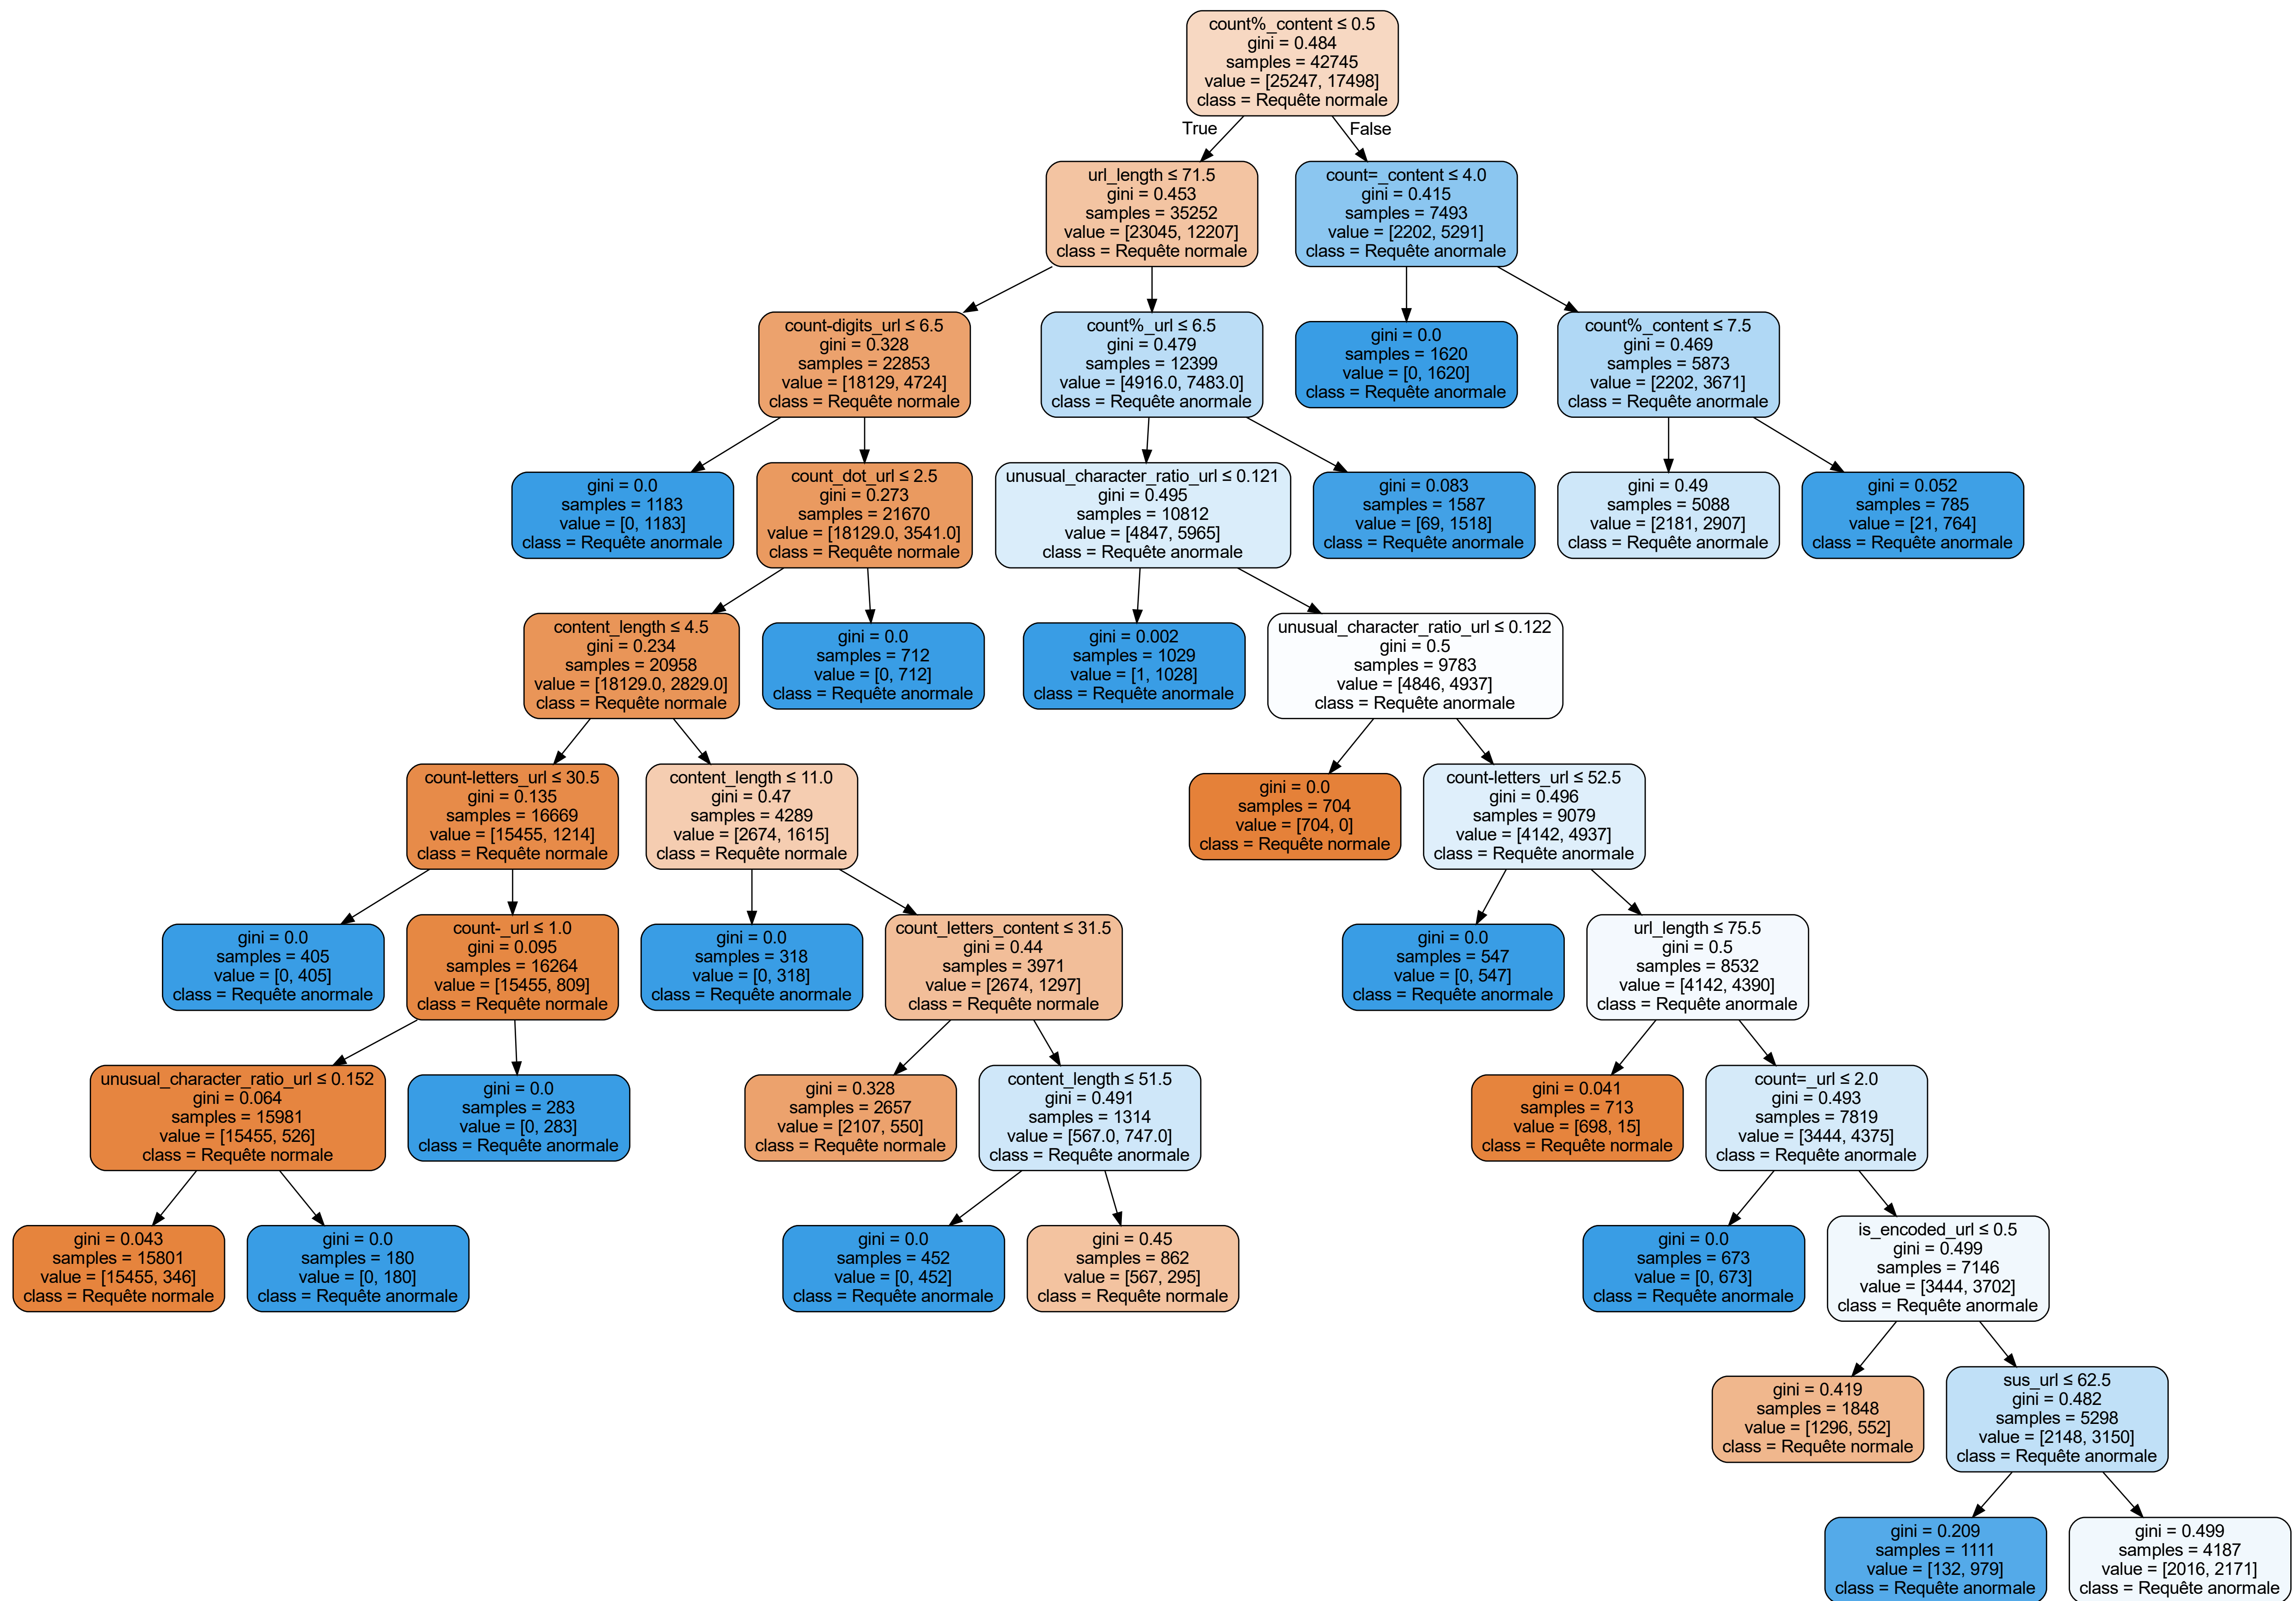 count%_content ≤ 0.5
gini = 0.484
samples = 42745
value = [25247, 17498]
class = Requête normale
True
False
url_length ≤ 71.5
gini = 0.453
samples = 35252
value = [23045, 12207]
class = Requête normale
count=_content ≤ 4.0
gini = 0.415
samples = 7493
value = [2202, 5291]
class = Requête anormale
count-digits_url ≤ 6.5
gini = 0.328
samples = 22853
value = [18129, 4724]
class = Requête normale
count%_url ≤ 6.5
gini = 0.479
samples = 12399
value = [4916.0, 7483.0]
class = Requête anormale
gini = 0.0
samples = 1620
value = [0, 1620]
class = Requête anormale
count%_content ≤ 7.5
gini = 0.469
samples = 5873
value = [2202, 3671]
class = Requête anormale
gini = 0.0
samples = 1183
value = [0, 1183]
class = Requête anormale
count_dot_url ≤ 2.5
gini = 0.273
samples = 21670
value = [18129.0, 3541.0]
class = Requête normale
unusual_character_ratio_url ≤ 0.121
gini = 0.495
samples = 10812
value = [4847, 5965]
class = Requête anormale
gini = 0.083
samples = 1587
value = [69, 1518]
class = Requête anormale
gini = 0.49
samples = 5088
value = [2181, 2907]
class = Requête anormale
gini = 0.052
samples = 785
value = [21, 764]
class = Requête anormale
content_length ≤ 4.5
gini = 0.234
samples = 20958
value = [18129.0, 2829.0]
class = Requête normale
gini = 0.0
samples = 712
value = [0, 712]
class = Requête anormale
gini = 0.002
samples = 1029
value = [1, 1028]
class = Requête anormale
unusual_character_ratio_url ≤ 0.122
gini = 0.5
samples = 9783
value = [4846, 4937]
class = Requête anormale
count-letters_url ≤ 30.5
gini = 0.135
samples = 16669
value = [15455, 1214]
class = Requête normale
content_length ≤ 11.0
gini = 0.47
samples = 4289
value = [2674, 1615]
class = Requête normale
gini = 0.0
samples = 704
value = [704, 0]
class = Requête normale
count-letters_url ≤ 52.5
gini = 0.496
samples = 9079
value = [4142, 4937]
class = Requête anormale
gini = 0.0
samples = 405
value = [0, 405]
class = Requête anormale
count-_url ≤ 1.0
gini = 0.095
samples = 16264
value = [15455, 809]
class = Requête normale
gini = 0.0
samples = 318
value = [0, 318]
class = Requête anormale
count_letters_content ≤ 31.5
gini = 0.44
samples = 3971
value = [2674, 1297]
class = Requête normale
gini = 0.0
samples = 547
value = [0, 547]
class = Requête anormale
url_length ≤ 75.5
gini = 0.5
samples = 8532
value = [4142, 4390]
class = Requête anormale
unusual_character_ratio_url ≤ 0.152
gini = 0.064
samples = 15981
value = [15455, 526]
class = Requête normale
gini = 0.0
samples = 283
value = [0, 283]
class = Requête anormale
gini = 0.328
samples = 2657
value = [2107, 550]
class = Requête normale
content_length ≤ 51.5
gini = 0.491
samples = 1314
value = [567.0, 747.0]
class = Requête anormale
gini = 0.041
samples = 713
value = [698, 15]
class = Requête normale
count=_url ≤ 2.0
gini = 0.493
samples = 7819
value = [3444, 4375]
class = Requête anormale
gini = 0.043
samples = 15801
value = [15455, 346]
class = Requête normale
gini = 0.0
samples = 180
value = [0, 180]
class = Requête anormale
gini = 0.0
samples = 452
value = [0, 452]
class = Requête anormale
gini = 0.45
samples = 862
value = [567, 295]
class = Requête normale
gini = 0.0
samples = 673
value = [0, 673]
class = Requête anormale
is_encoded_url ≤ 0.5
gini = 0.499
samples = 7146
value = [3444, 3702]
class = Requête anormale
gini = 0.419
samples = 1848
value = [1296, 552]
class = Requête normale
sus_url ≤ 62.5
gini = 0.482
samples = 5298
value = [2148, 3150]
class = Requête anormale
gini = 0.209
samples = 1111
value = [132, 979]
class = Requête anormale
gini = 0.499
samples = 4187
value = [2016, 2171]
class = Requête anormale